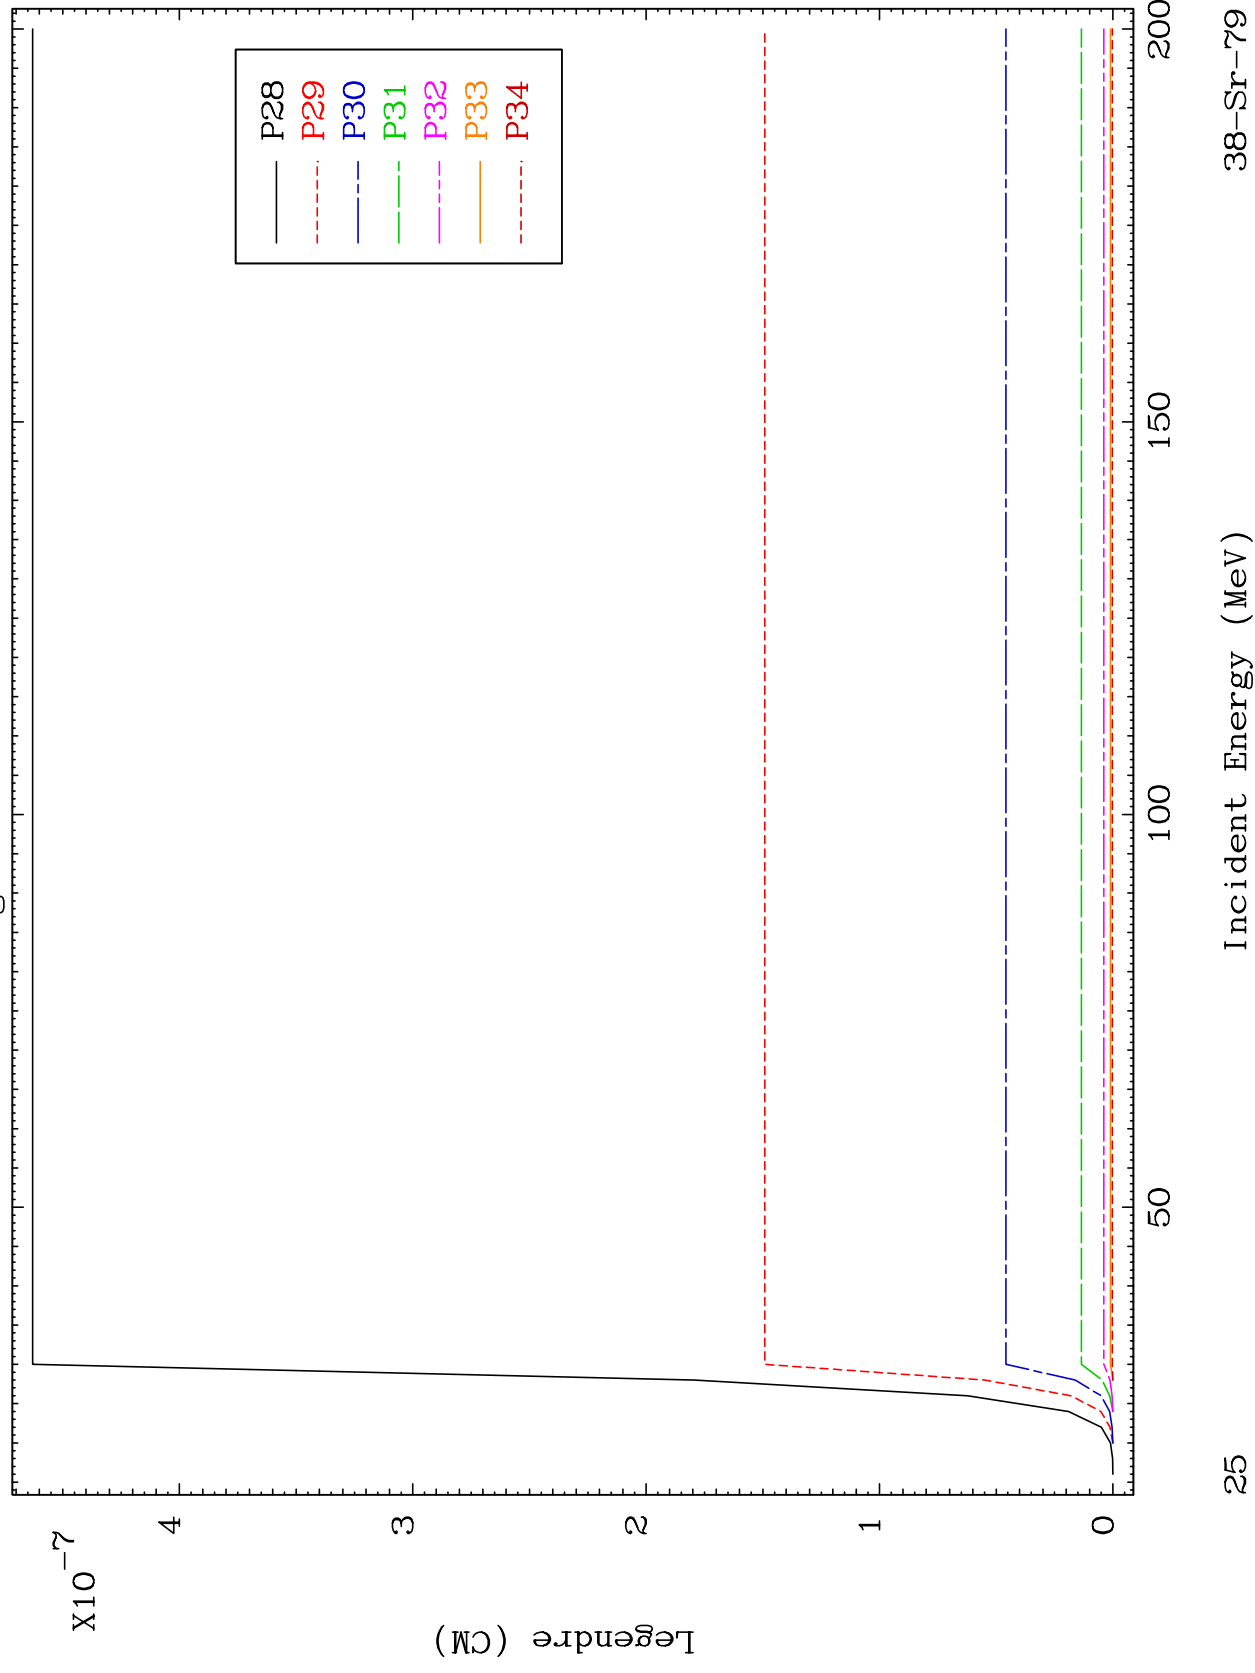 X10-7
Legendre (CM)
4
3
2
1
0
P28
P29
P30
P31
P32
P33
P34
50
100
150
200
Incident Energy (MeV)
25
38-Sr-79